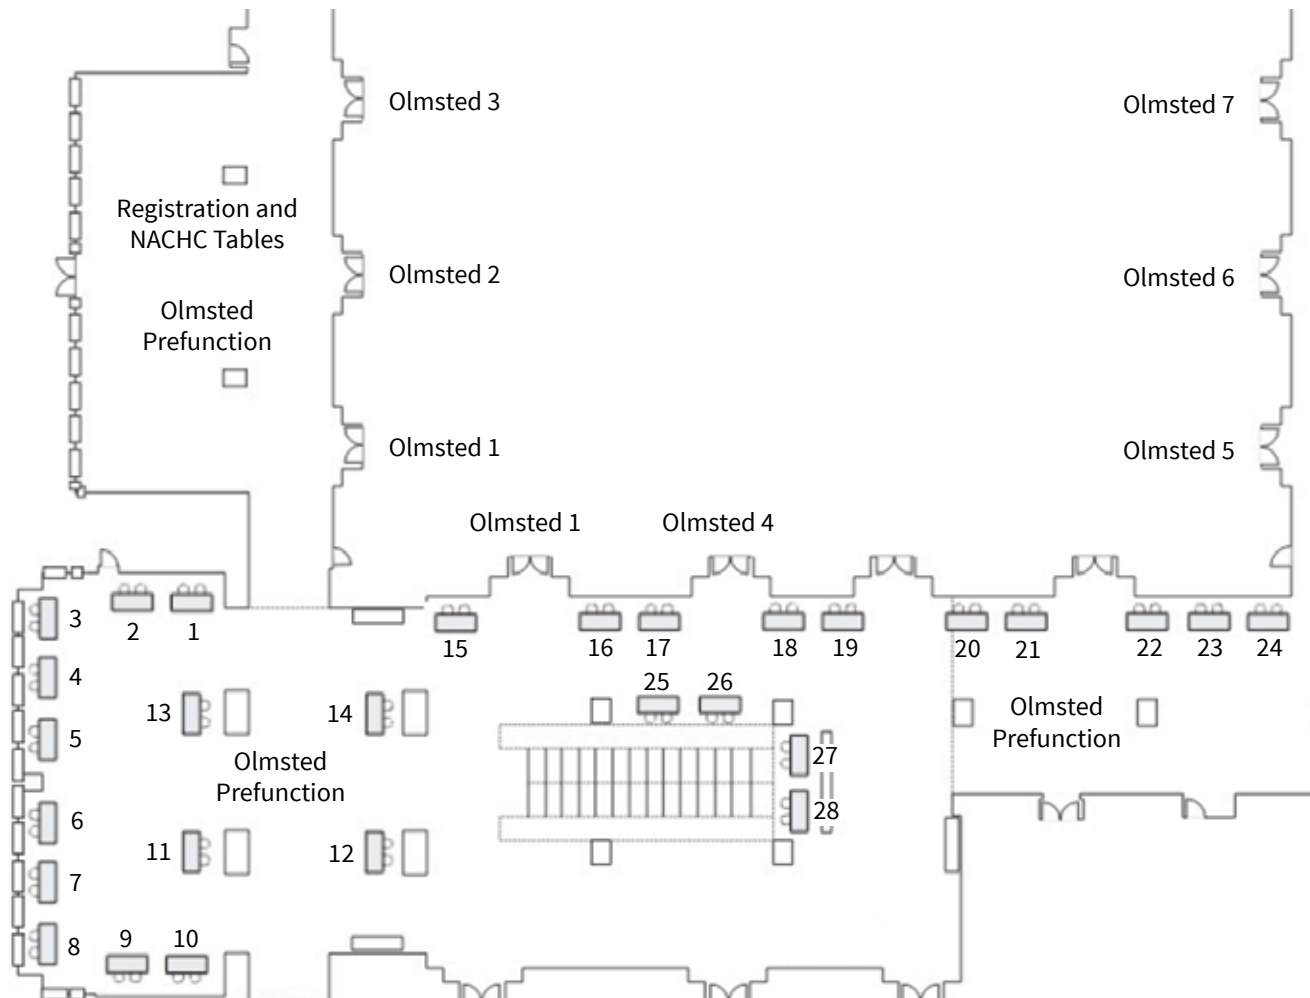 Olmsted 3
Olmsted 7
Registration and
NACHC Tables
Olmsted 2
Olmsted 6
Olmsted
Prefunction
Olmsted 1
Olmsted 5
Olmsted 1
Olmsted 4
3
2
1
15
16
17
18
19
20
21
22
23
24
4
25
26
13
14
Olmsted
Prefunction
5
27
Olmsted
Prefunction
28
6
11
12
7
8
9
10